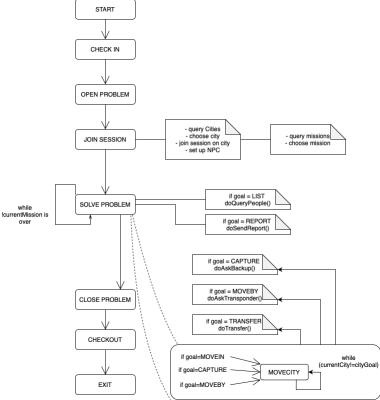 START
CHECK IN
OPEN PROBLEM
JOIN SESSION
- query Cities
- choose city
- join session on city
- set up NPC
- query missions
- choose mission
while
!currentMission is
over
SOLVE PROBLEM
if goal = LIST
doQueryPeople()
if goal = REPORT
doSendReport()
if goal = CAPTURE
doAskBackup()
if goal = MOVEBY
doAskTransponder()
if goal = TRANSFER
doTransfer()
CLOSE PROBLEM
CHECKOUT
EXIT
if goal=MOVEIN
if goal=CAPTURE
if goal=MOVEBY
MOVECITY
while
(currentCity!=cityGoal)